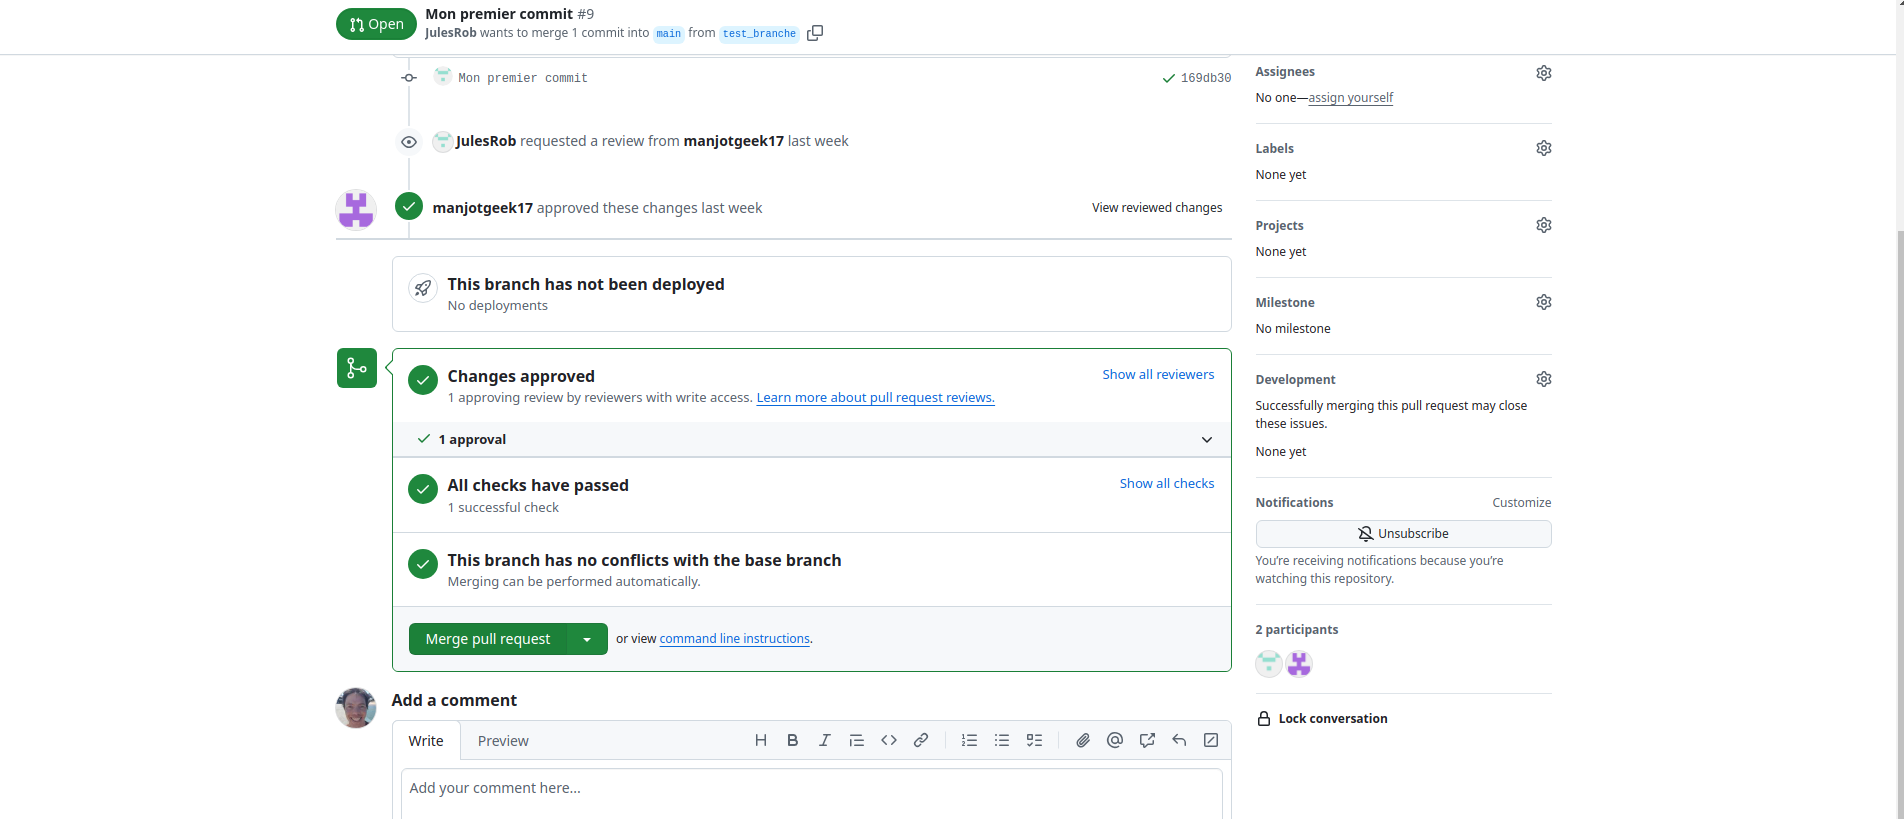 Open
Mon premier commit #9
JulesRob wants to merge 1 commit into main from test_branche
Mon premier commit 169db30
JulesRob requested a review from manjotgeek17 last week
manjotgeek17 approved these changes last week View reviewed changes
This branch has not been deployed
No deployments
Changes approved Show all reviewers
1 approving review by reviewers with write access. Learn more about pull request reviews.
1 approval
All checks have passed Show all checks
1 successful check
This branch has no conflicts with the base branch
Merging can be performed automatically.
Merge pull request or view command line instructions.
Add a comment
Write Preview
Add your comment here...
Assignees
No one—assign yourself
Labels
None yet
Projects
None yet
Milestone
No milestone
Development
Successfully merging this pull request may close
these issues.
None yet
Notifications Customize
Unsubscribe
You're receiving notifications because you're
watching this repository.
2 participants
Lock conversation